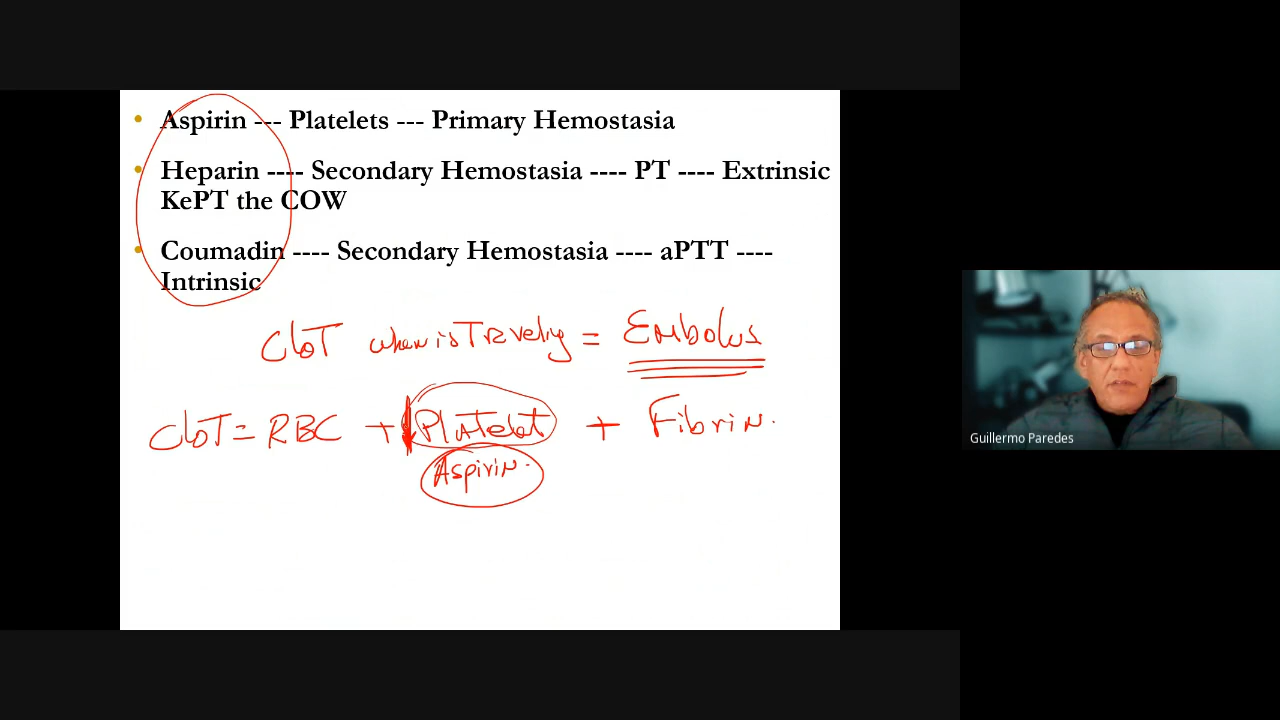 • Aspirin --- Platelets --- Primary Hemostasia
• Heparin ---- Secondary Hemostasia ---- PT ---- Extrinsic
KePT the COW
• Coumadin ---- Secondary Hemostasia ---- aPTT ----
Intrinsic
CloT when is Traveling = Embolus
CloT = RBC + Platelet + Fibrin.
Aspirin.
Guillermo Paredes